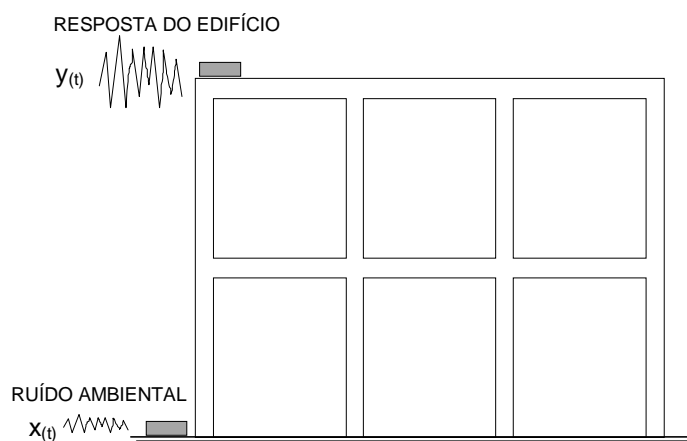 RESPOSTA DO EDIFÍCIO
y(t)
RUÍDO AMBIENTAL
x(t)